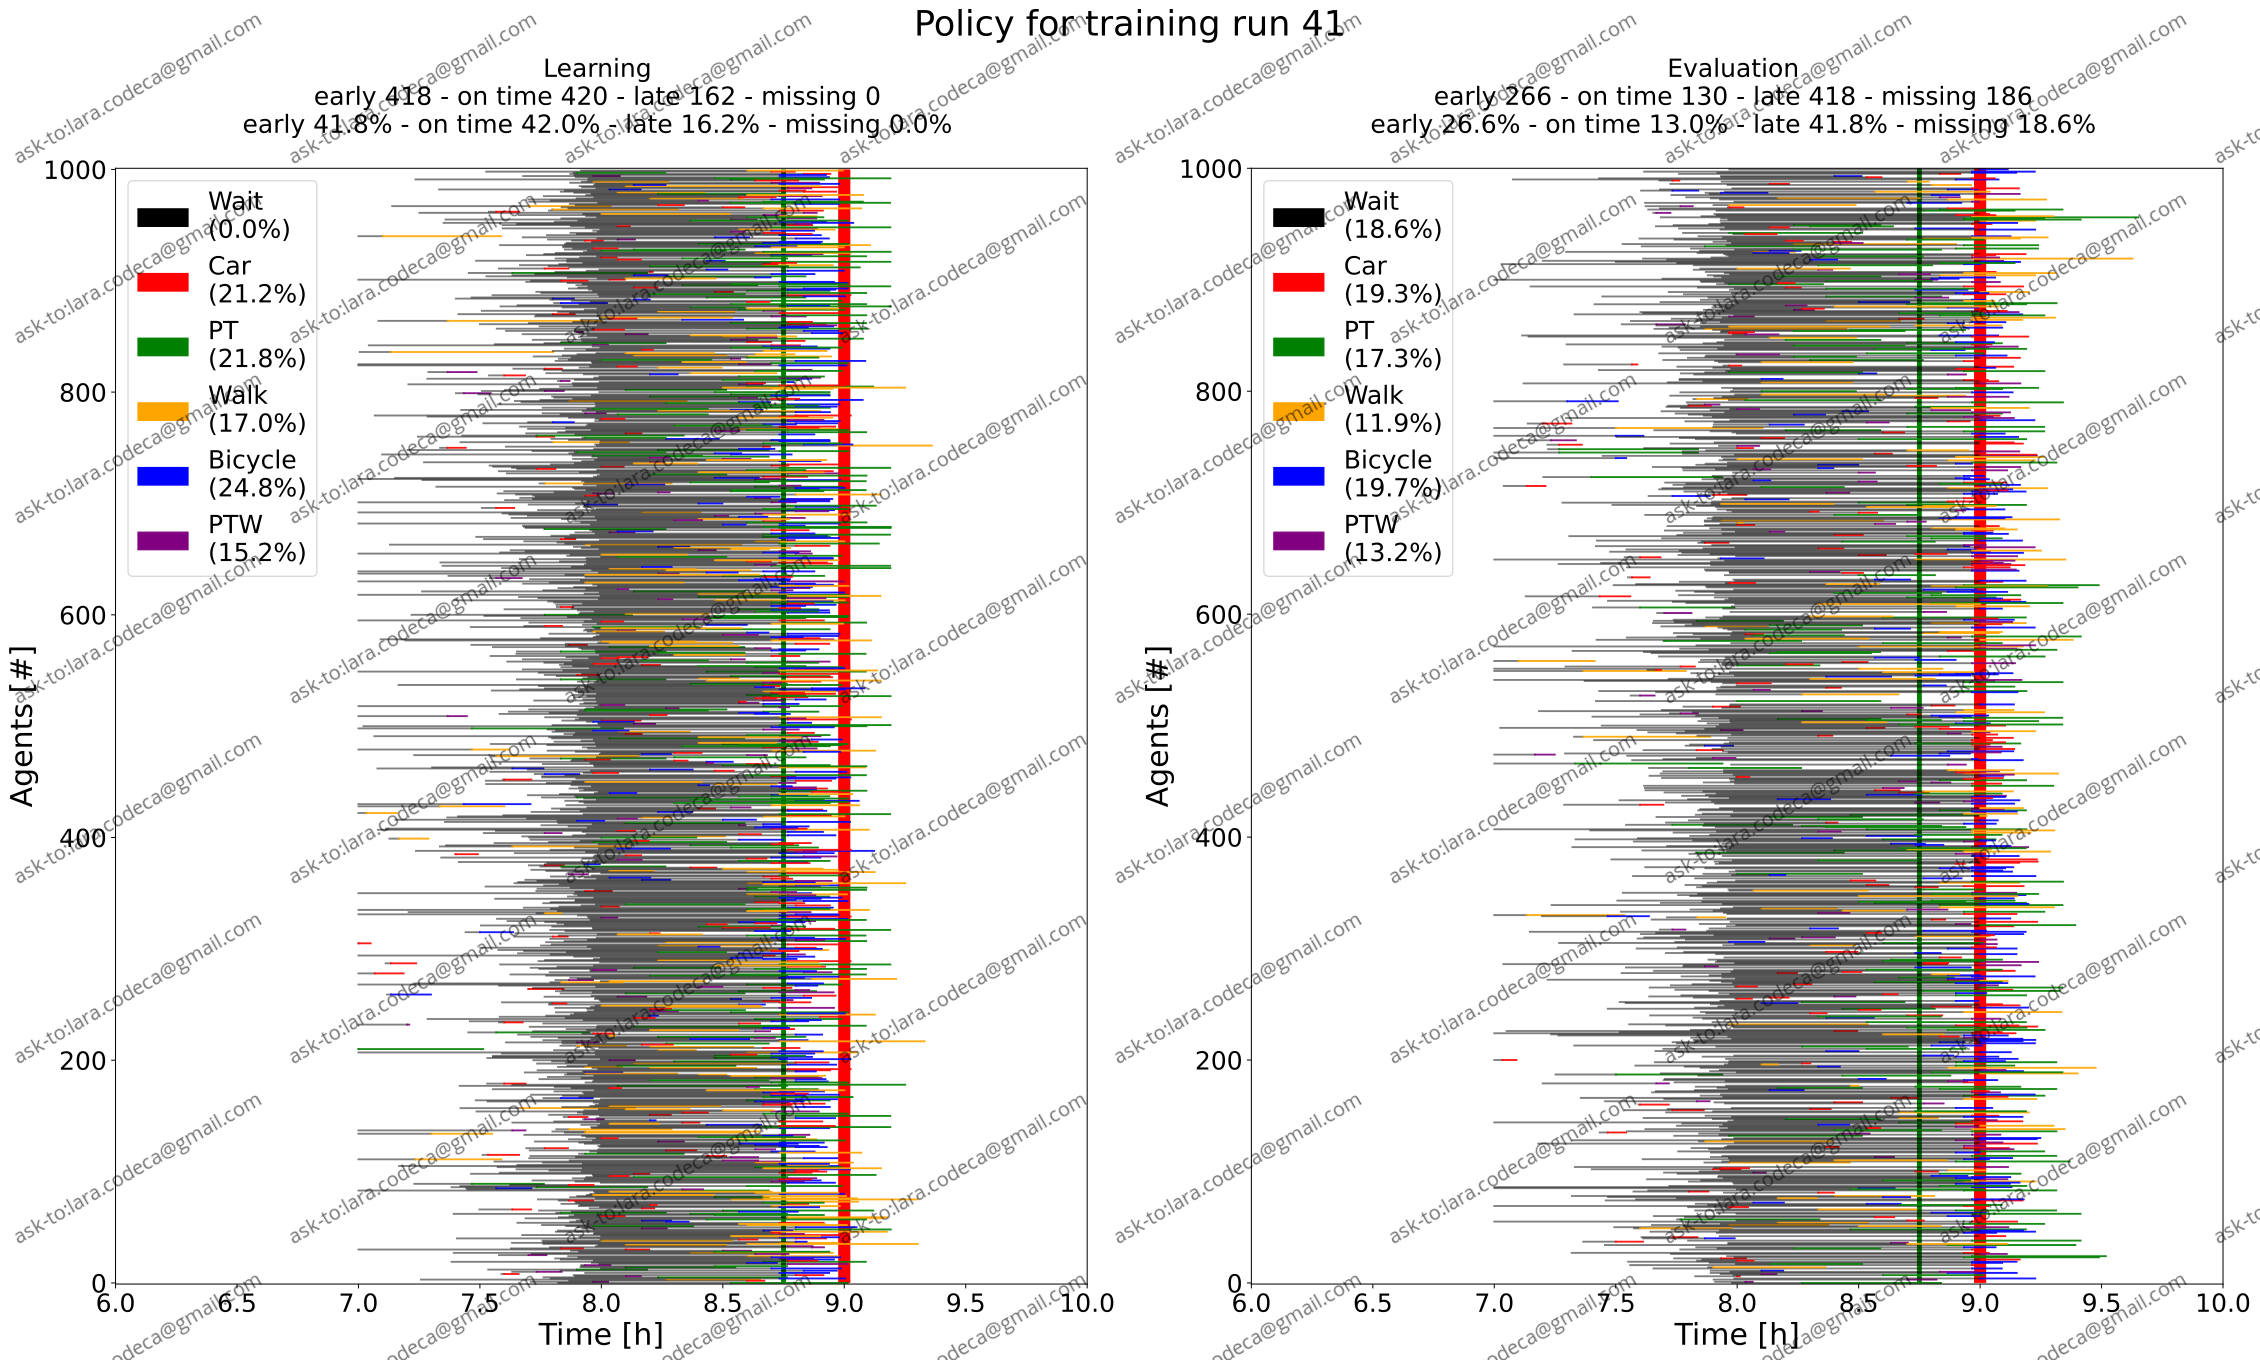 Policy for training run 41
Learning
early 418 - on time 420 - late 162 - missing 0
early 41.8% - on time 42.0% - late 16.2% - missing 0.0%
1000
800
600
400
200
0
Agents [#]
Wait
(0.0%)
Car
(21.2%)
PT
(21.8%)
Walk
(17.0%)
Bicycle
(24.8%)
PTW
(15.2%)
6.0 6.5 7.0 7.5 8.0 8.5 9.0 9.5 10.0
Time [h]
Evaluation
early 266 - on time 130 - late 418 - missing 186
early 26.6% - on time 13.0% - late 41.8% - missing 18.6%
1000
800
600
400
200
0
Agents [#]
Wait
(18.6%)
Car
(19.3%)
PT
(17.3%)
Walk
(11.9%)
Bicycle
(19.7%)
PTW
(13.2%)
6.0 6.5 7.0 7.5 8.0 8.5 9.0 9.5 10.0
Time [h]
ask-to:lara.codeca@gmail.com